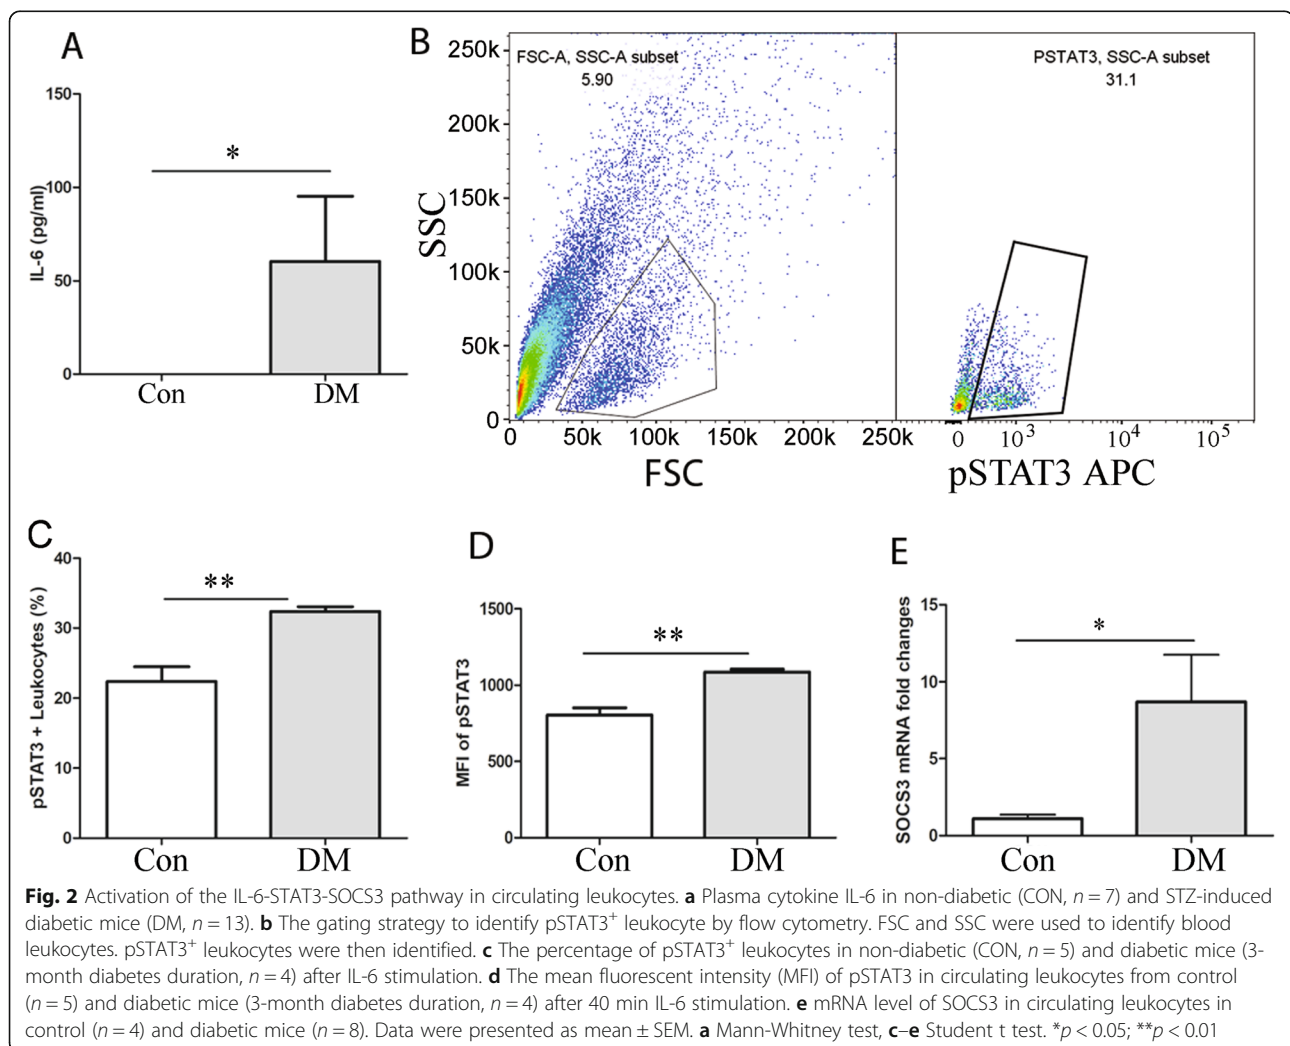 A
IL-6 (pg/ml)
150
100
50
0
*
Con DM
B
SSC
250k
200k
150k
100k
50k
0
FSC-A, SSC-A subset
5.90
0 50k 100k 150k 200k 250k
FSC
PSTAT3, SSC-A subset
31.1
0 10³ 10⁴ 10⁵
pSTAT3 APC
C
pSTAT3 + Leukocytes (%)
40
30
20
10
0
**
Con DM
D
MFI of pSTAT3
1500
1000
500
0
**
Con DM
E
SOCS3 mRNA fold changes
15
10
5
0
*
Con DM
Fig. 2 Activation of the IL-6-STAT3-SOCS3 pathway in circulating leukocytes. a Plasma cytokine IL-6 in non-diabetic (CON, n = 7) and STZ-induced
diabetic mice (DM, n = 13). b The gating strategy to identify pSTAT3⁺ leukocyte by flow cytometry. FSC and SSC were used to identify blood
leukocytes. pSTAT3⁺ leukocytes were then identified. c The percentage of pSTAT3⁺ leukocytes in non-diabetic (CON, n = 5) and diabetic mice (3-
month diabetes duration, n = 4) after IL-6 stimulation. d The mean fluorescent intensity (MFI) of pSTAT3 in circulating leukocytes from control
(n = 5) and diabetic mice (3-month diabetes duration, n = 4) after 40 min IL-6 stimulation. e mRNA level of SOCS3 in circulating leukocytes in
control (n = 4) and diabetic mice (n = 8). Data were presented as mean ± SEM. a Mann-Whitney test, c–e Student t test. *p < 0.05; **p < 0.01